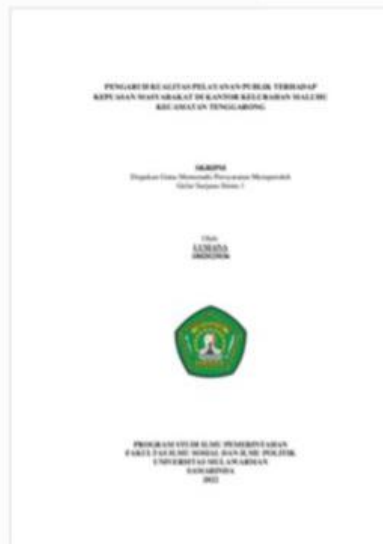 PENGARUH KUALITAS PELAYANAN PUBLIK TERHADAP
KEPUASAN MASYARAKAT DI KANTOR KELURAHAN MALUHU
KECAMATAN TENGGARONG
SKRIPSI
Diajukan Guna Memenuhi Persyaratan Memperoleh
Gelar Sarjana Strata 1
Oleh
PROGRAM STUDI ILMU PEMERINTAHAN
FAKULTAS ILMU SOSIAL DAN ILMU POLITIK
UNIVERSITAS MULAWARMAN
SAMARINDA
2022